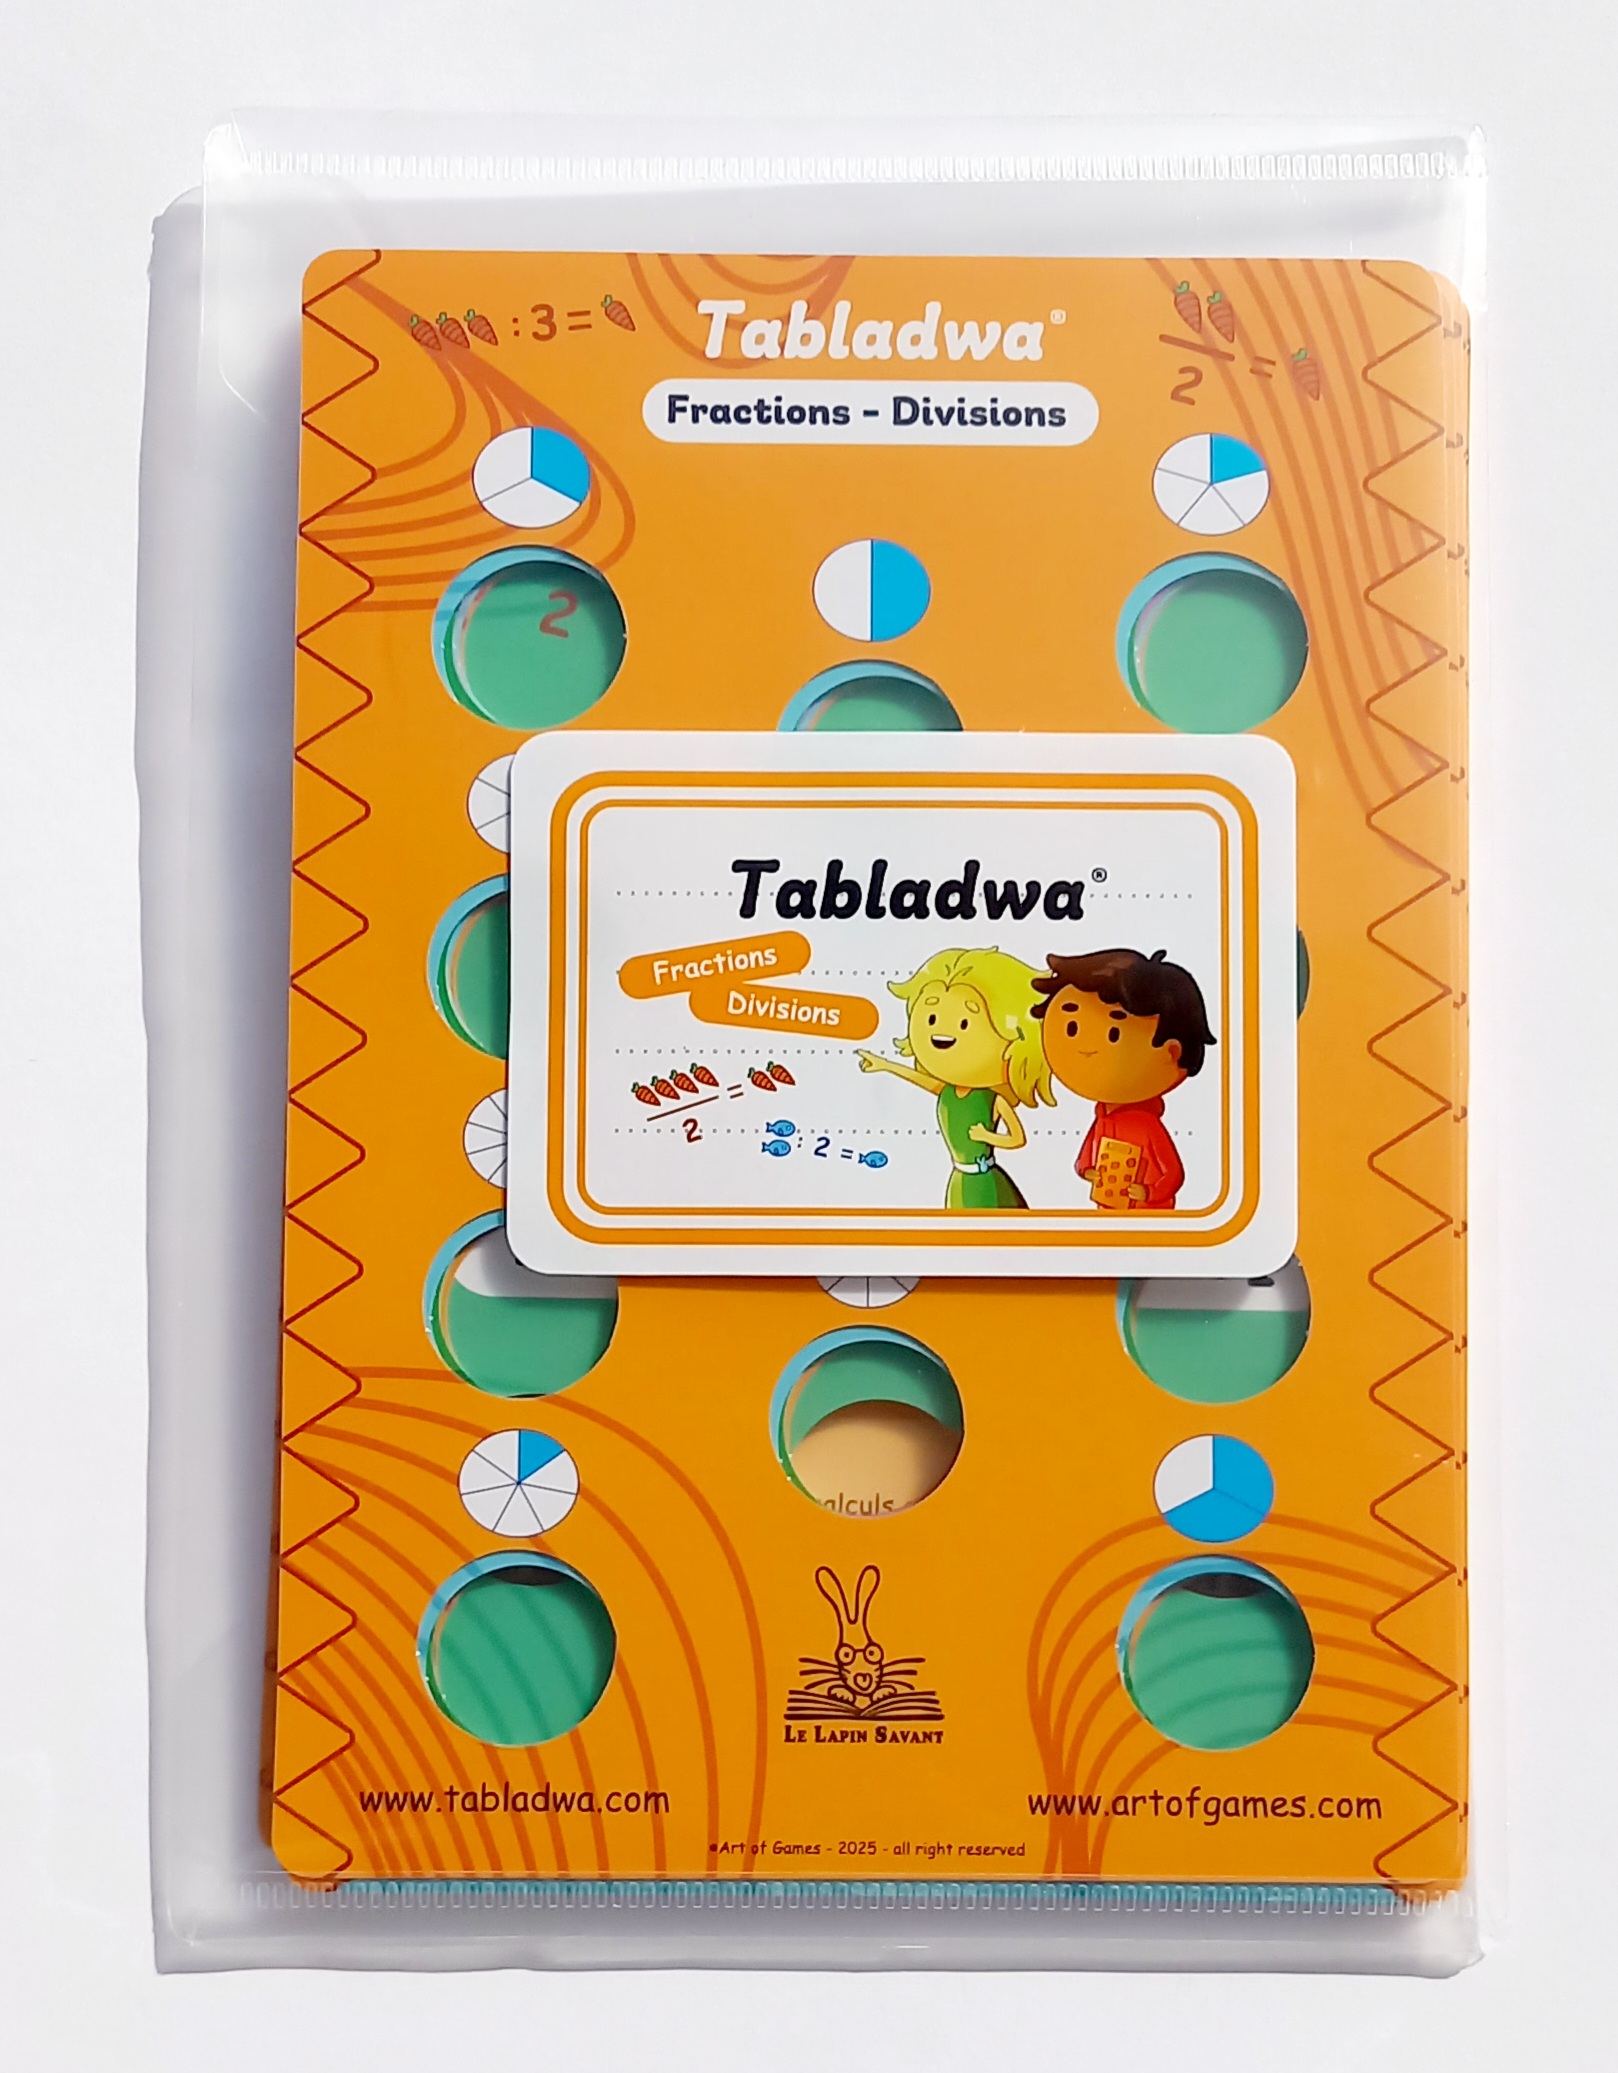 : 3 =
Tabladwa®
2 =
Fractions - Divisions
2
Tabladwa®
Fractions
Divisions
=
2
: 2 =
alculs
LE LAPIN SAVANT
www.tabladwa.com
www.artofgames.com
©Art of Games - 2025 - all right reserved